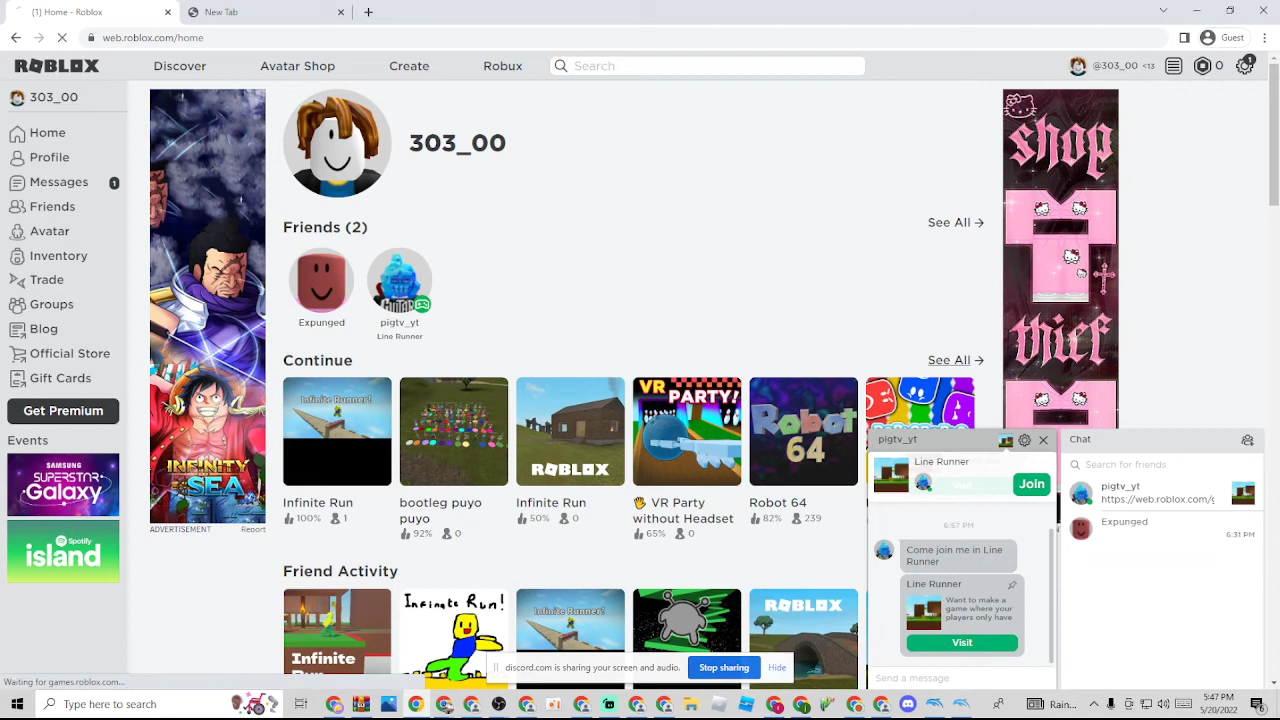 (1) Home - Roblox
New Tab
web.roblox.com/home
Guest
ROBLOX
Discover
Avatar Shop
Create
Robux
Search
@303_00 <13
0
1
303_00
Home
Profile
Messages
1
Friends
Avatar
Inventory
Trade
Groups
Blog
Official Store
Gift Cards
Get Premium
Events
SAMSUNG
SUPERSTAR
Galaxy
Spotify
island
INFINITY
SEA
ADVERTISEMENT
Report
303_00
Friends (2)
See All
Expunged
pigtv_yt
Line Runner
Continue
See All
Infinite Runner!
ROBLOX
VR
PARTY!
Robot
64
Infinite Run
100% 1
bootleg puyo
puyo
92% 0
Infinite Run
50% 0
🖐 VR Party
without Headset
65% 0
Robot 64
82% 239
Friend Activity
Infinite
Run
Infinate Run!
Infinite Runner!
ROBLOX
shop
thief
pigtv_yt
Line Runner
Visit
Join
6:57 PM
Come join me in Line
Runner
Line Runner
Want to make a
game where your
players only have
Visit
Send a message
Chat
Search for friends
pigtv_yt
https://web.roblox.com/g
Expunged
6:31 PM
discord.com is sharing your screen and audio.
Stop sharing
Hide
Waiting for games.roblox.com...
Type here to search
Rain...
5:47 PM
5/20/2022